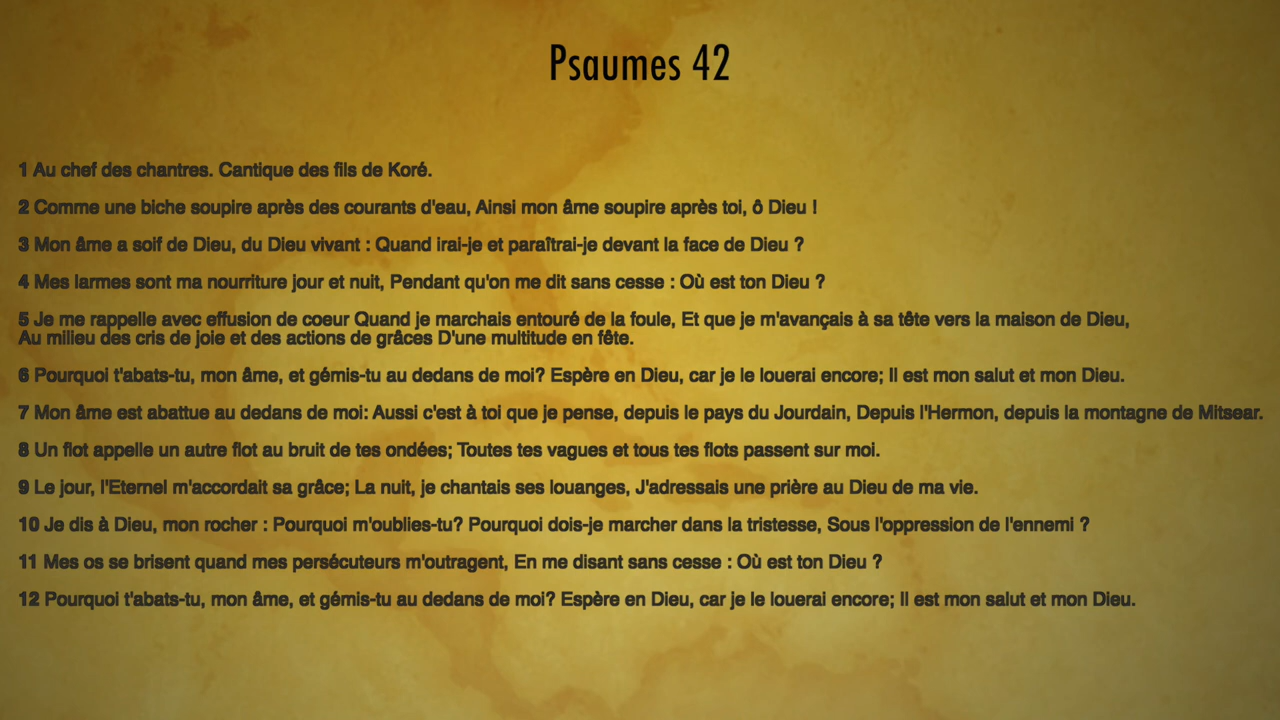 Psaumes 42
1 Au chef des chantres. Cantique des fils de Koré.
2 Comme une biche soupire après des courants d'eau, Ainsi mon âme soupire après toi, ô Dieu !
3 Mon âme a soif de Dieu, du Dieu vivant : Quand irai-je et paraîtrai-je devant la face de Dieu ?
4 Mes larmes sont ma nourriture jour et nuit, Pendant qu'on me dit sans cesse : Où est ton Dieu ?
5 Je me rappelle avec effusion de coeur Quand je marchais entouré de la foule, Et que je m'avançais à sa tête vers la maison de Dieu,
Au milieu des cris de joie et des actions de grâces D'une multitude en fête.
6 Pourquoi t'abats-tu, mon âme, et gémis-tu au dedans de moi? Espère en Dieu, car je le louerai encore; Il est mon salut et mon Dieu.
7 Mon âme est abattue au dedans de moi: Aussi c'est à toi que je pense, depuis le pays du Jourdain, Depuis l'Hermon, depuis la montagne de Mitsear.
8 Un flot appelle un autre flot au bruit de tes ondées; Toutes tes vagues et tous tes flots passent sur moi.
9 Le jour, l'Eternel m'accordait sa grâce; La nuit, je chantais ses louanges, J'adressais une prière au Dieu de ma vie.
10 Je dis à Dieu, mon rocher : Pourquoi m'oublies-tu? Pourquoi dois-je marcher dans la tristesse, Sous l'oppression de l'ennemi ?
11 Mes os se brisent quand mes persécuteurs m'outragent, En me disant sans cesse : Où est ton Dieu ?
12 Pourquoi t'abats-tu, mon âme, et gémis-tu au dedans de moi? Espère en Dieu, car je le louerai encore; Il est mon salut et mon Dieu.